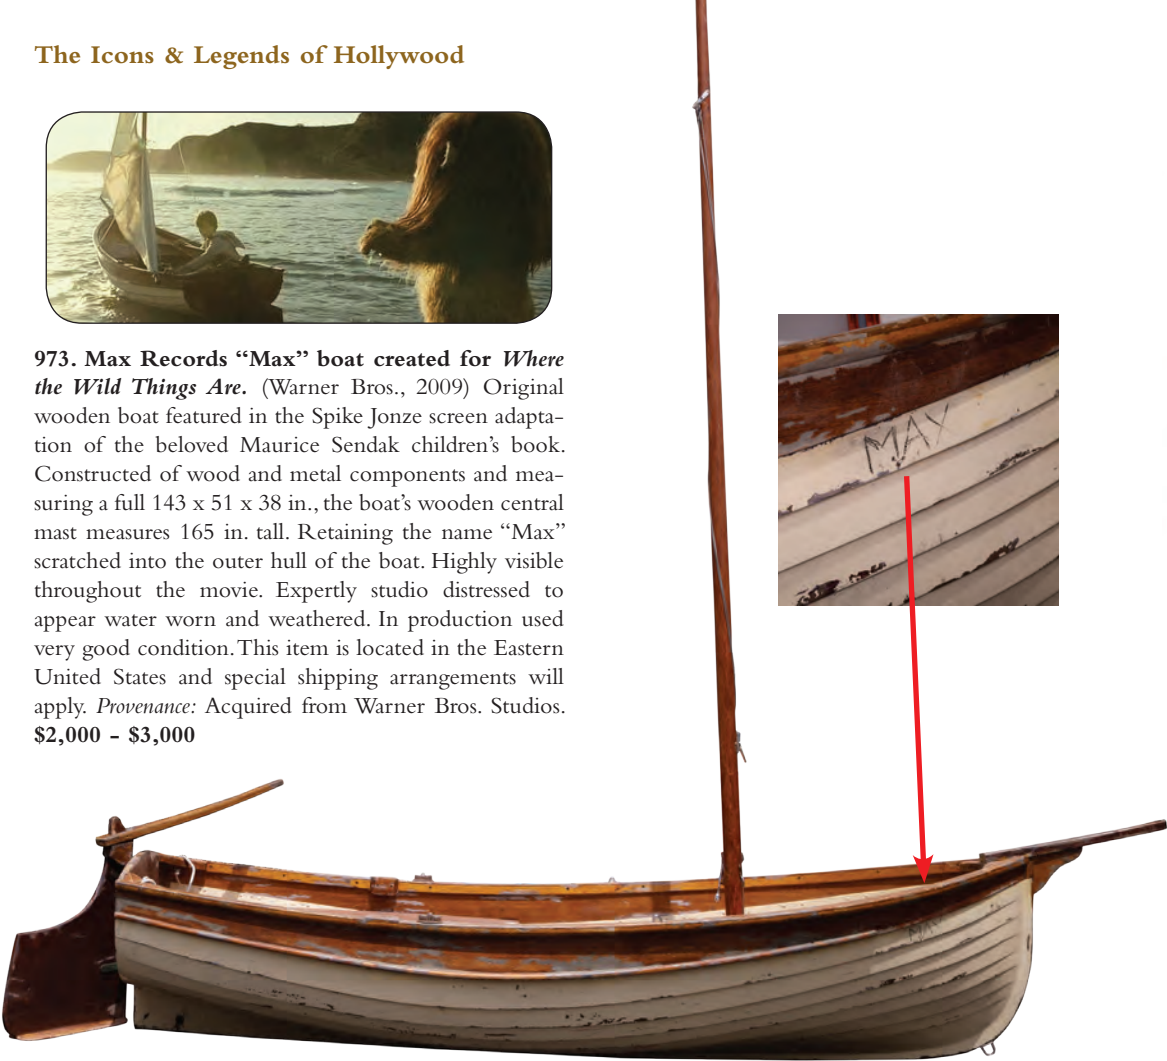 The Icons & Legends of Hollywood
973. Max Records “Max” boat created for Where
the Wild Things Are. (Warner Bros., 2009) Original
wooden boat featured in the Spike Jonze screen adapta-
tion of the beloved Maurice Sendak children’s book.
Constructed of wood and metal components and mea-
suring a full 143 x 51 x 38 in., the boat’s wooden central
mast measures 165 in. tall. Retaining the name “Max”
scratched into the outer hull of the boat. Highly visible
throughout the movie. Expertly studio distressed to
appear water worn and weathered. In production used
very good condition. This item is located in the Eastern
United States and special shipping arrangements will
apply. Provenance: Acquired from Warner Bros. Studios.
$2,000 – $3,000
MAX
MAX